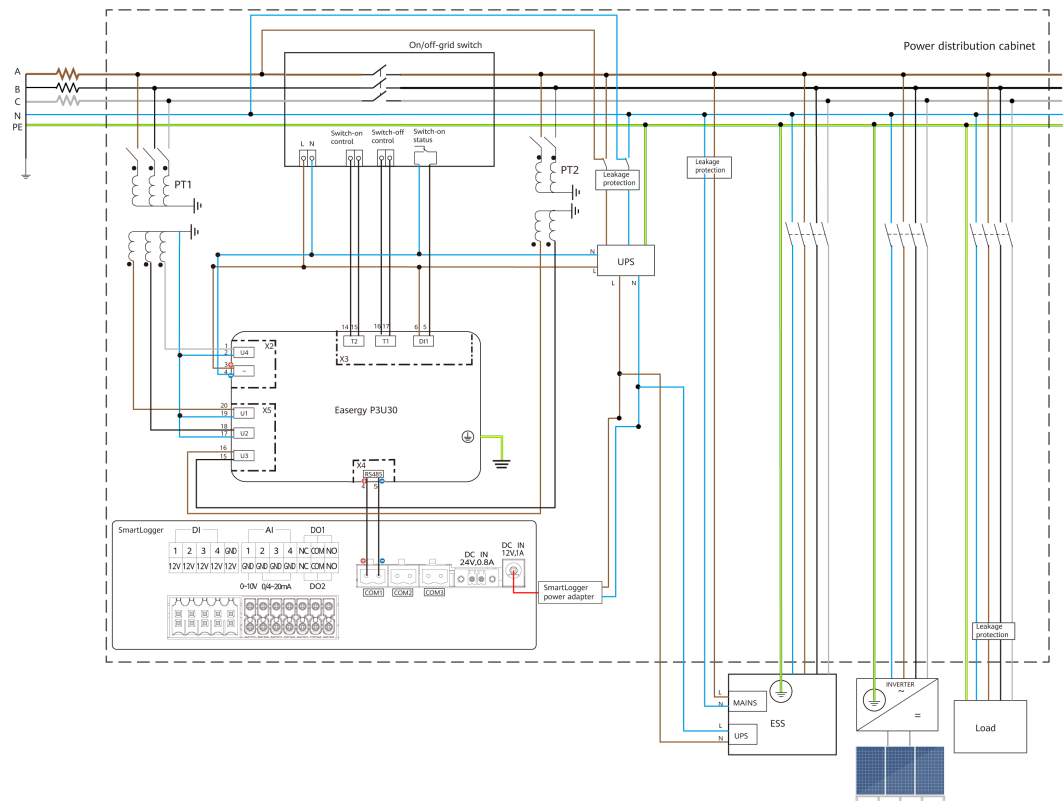 On/off-grid switch
Power distribution cabinet
A
B
C
N
PE
L N
Switch-on control
Switch-off control
Switch-on status
PT1
PT2
Leakage protection
Leakage protection
N
L
UPS
L N
14 15
16 17
6 5
T2
T1
DI1
X3
1
2
3
4
U4
–
X2
20
19
18
17
16
15
U1
U2
U3
X5
Easergy P3U30
X4
RS485
4 5
SmartLogger
DI
AI
DO1
1 2 3 4 GND 1 2 3 4 NC COM NO
12V 12V 12V 12V 12V GND GND GND GND NC COM NO
0~10V 0/4~20mA DO2
COM1
COM2
COM3
DC IN
24V,0.8A
DC IN
12V,1A
SmartLogger
power adapter
Leakage
protection
L
N
MAINS
L
N
UPS
ESS
INVERTER
~
=
Load